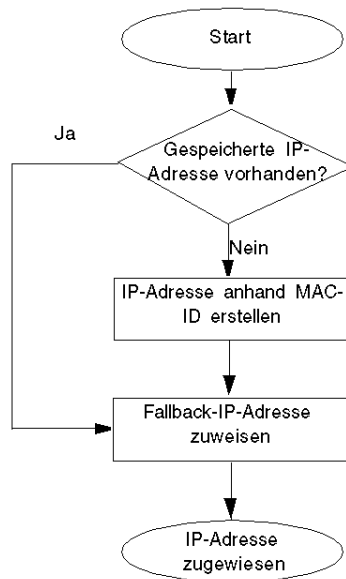 Start
Ja
Gespeicherte IP-
Adresse vorhanden?
Nein
IP-Adresse anhand MAC-
ID erstellen
Fallback-IP-Adresse
zuweisen
IP-Adresse
zugewiesen